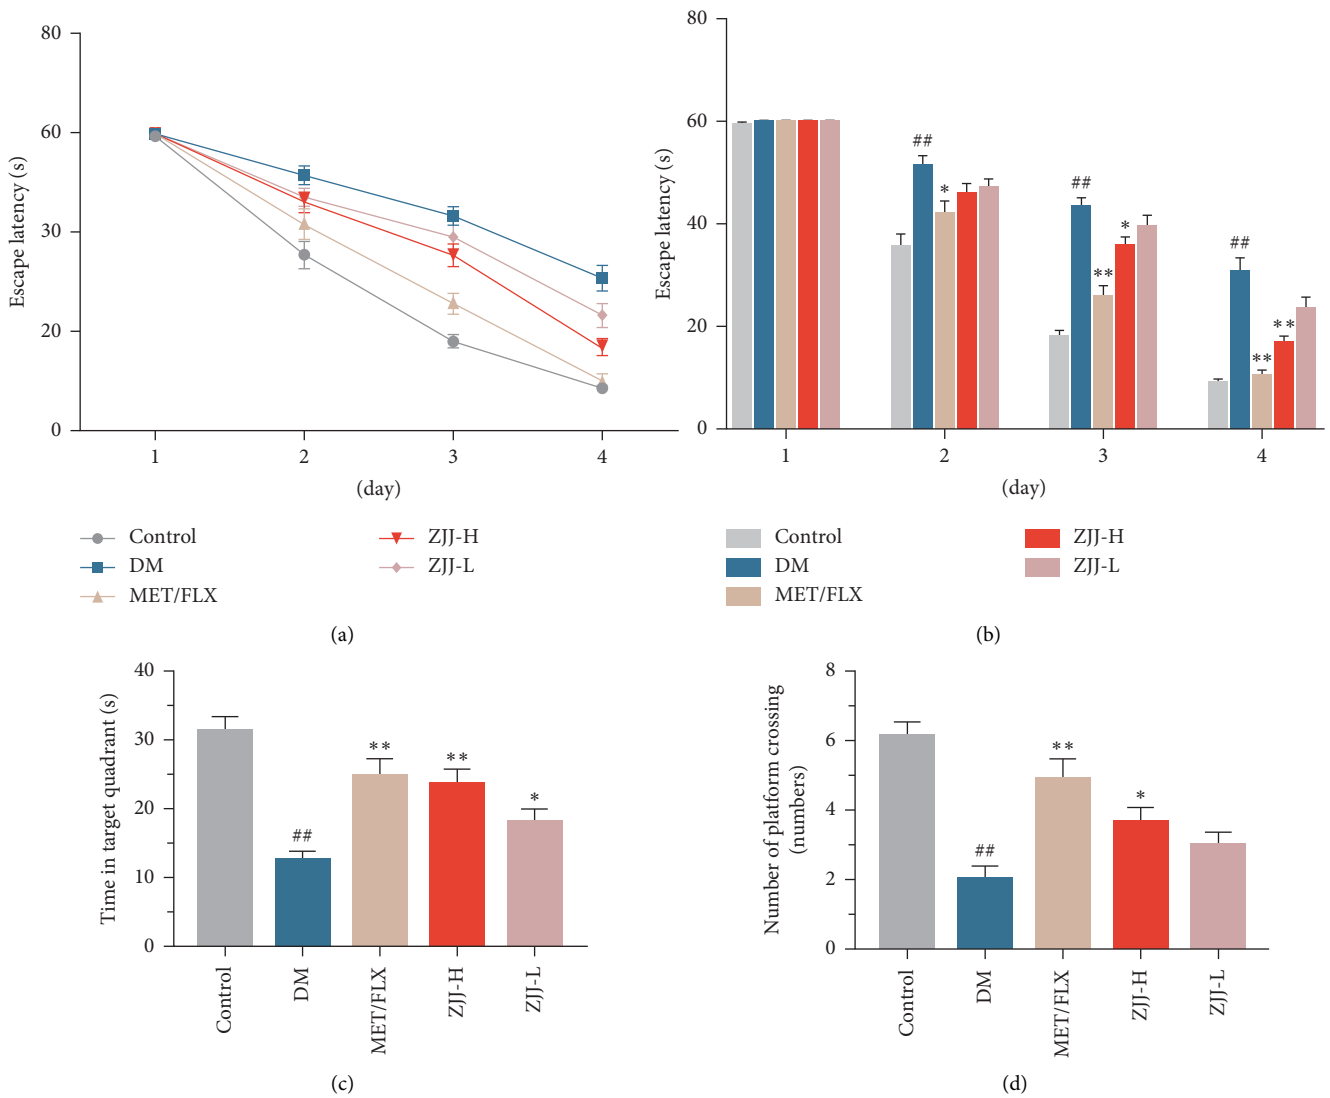 80
60
30
20
0
Escape latency (s)
1 2 3 4
(day)
Control
DM
MET/FLX
ZJJ-H
ZJJ-L
(a)
80
60
40
20
0
Escape latency (s)
##
*
##
**
*
##
**
**
1 2 3 4
(day)
Control
DM
MET/FLX
ZJJ-H
ZJJ-L
(b)
40
30
20
10
0
Time in target quadrant (s)
##
**
**
*
Control
DM
MET/FLX
ZJJ-H
ZJJ-L
(c)
8
6
4
2
0
Number of platform crossing
(numbers)
##
**
*
Control
DM
MET/FLX
ZJJ-H
ZJJ-L
(d)